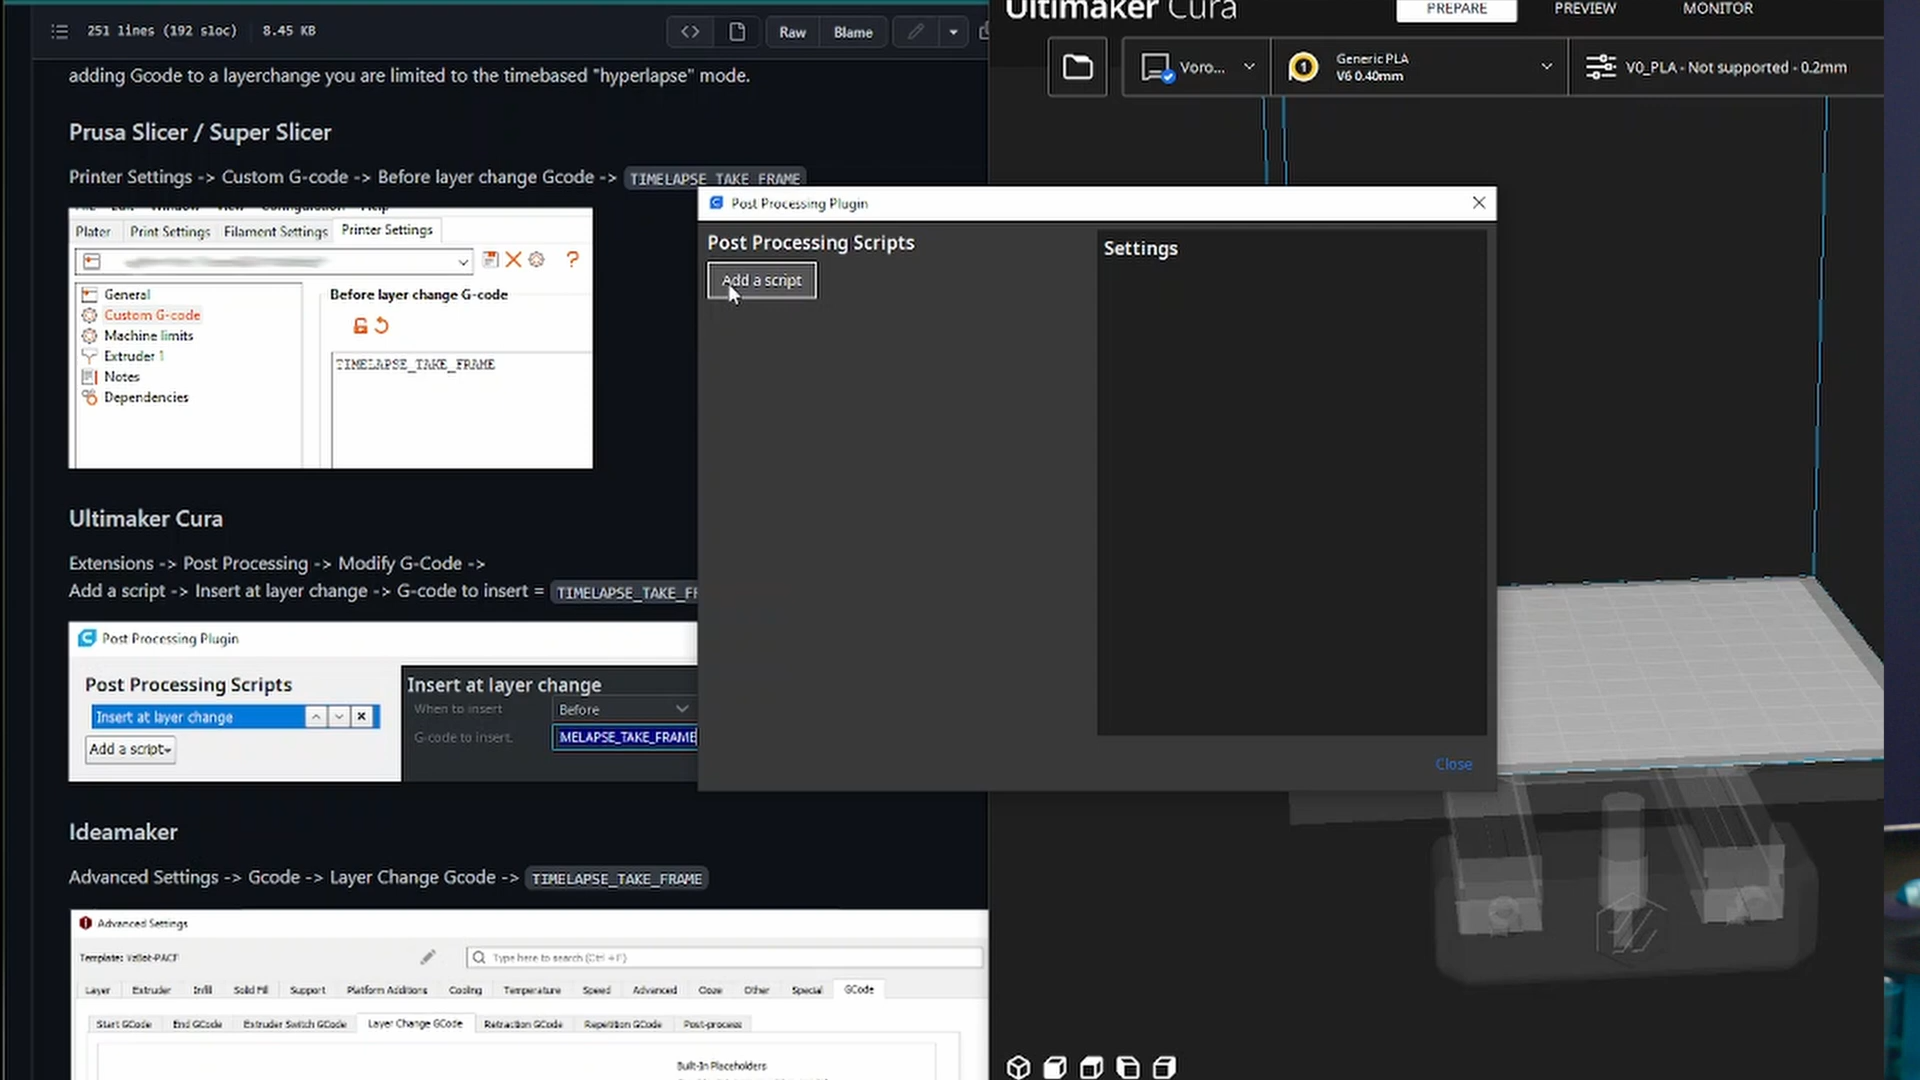 251 lines (192 sloc) 8.45 KB
Raw
Blame
adding Gcode to a layerchange you are limited to the timebased "hyperlapse" mode.
Prusa Slicer / Super Slicer
Printer Settings -> Custom G-code -> Before layer change Gcode -> TIMELAPSE_TAKE_FRAME
Plater Print Settings Filament Settings Printer Settings
?
General
Custom G-code
Machine limits
Extruder 1
Notes
Dependencies
Before layer change G-code
TIMELAPSE_TAKE_FRAME
Ultimaker Cura
Extensions -> Post Processing -> Modify G-Code ->
Add a script -> Insert at layer change -> G-code to insert = TIMELAPSE_TAKE_FR
Post Processing Plugin
Post Processing Scripts
Insert at layer change
Add a script
Insert at layer change
When to insert Before
G-code to insert. MELAPSE_TAKE_FRAME
Ideamaker
Advanced Settings -> Gcode -> Layer Change Gcode -> TIMELAPSE_TAKE_FRAME
Advanced Settings
Template:
Type here to search (Ctrl + F)
Layer Extruder Infill Solid Fill Support Platform Additions Cooling Temperature Speed Advanced Ooze Other Special GCode
Start GCode End GCode Extruder Switch GCode Layer Change GCode Retraction GCode Repetition GCode Post-process
Built-In Placeholders
Ultimaker Cura
PREPARE PREVIEW MONITOR
Voro...
1
Generic PLA
V6 0.40mm
V0_PLA - Not supported - 0.2mm
Post Processing Plugin
Post Processing Scripts
Add a script
Settings
Close